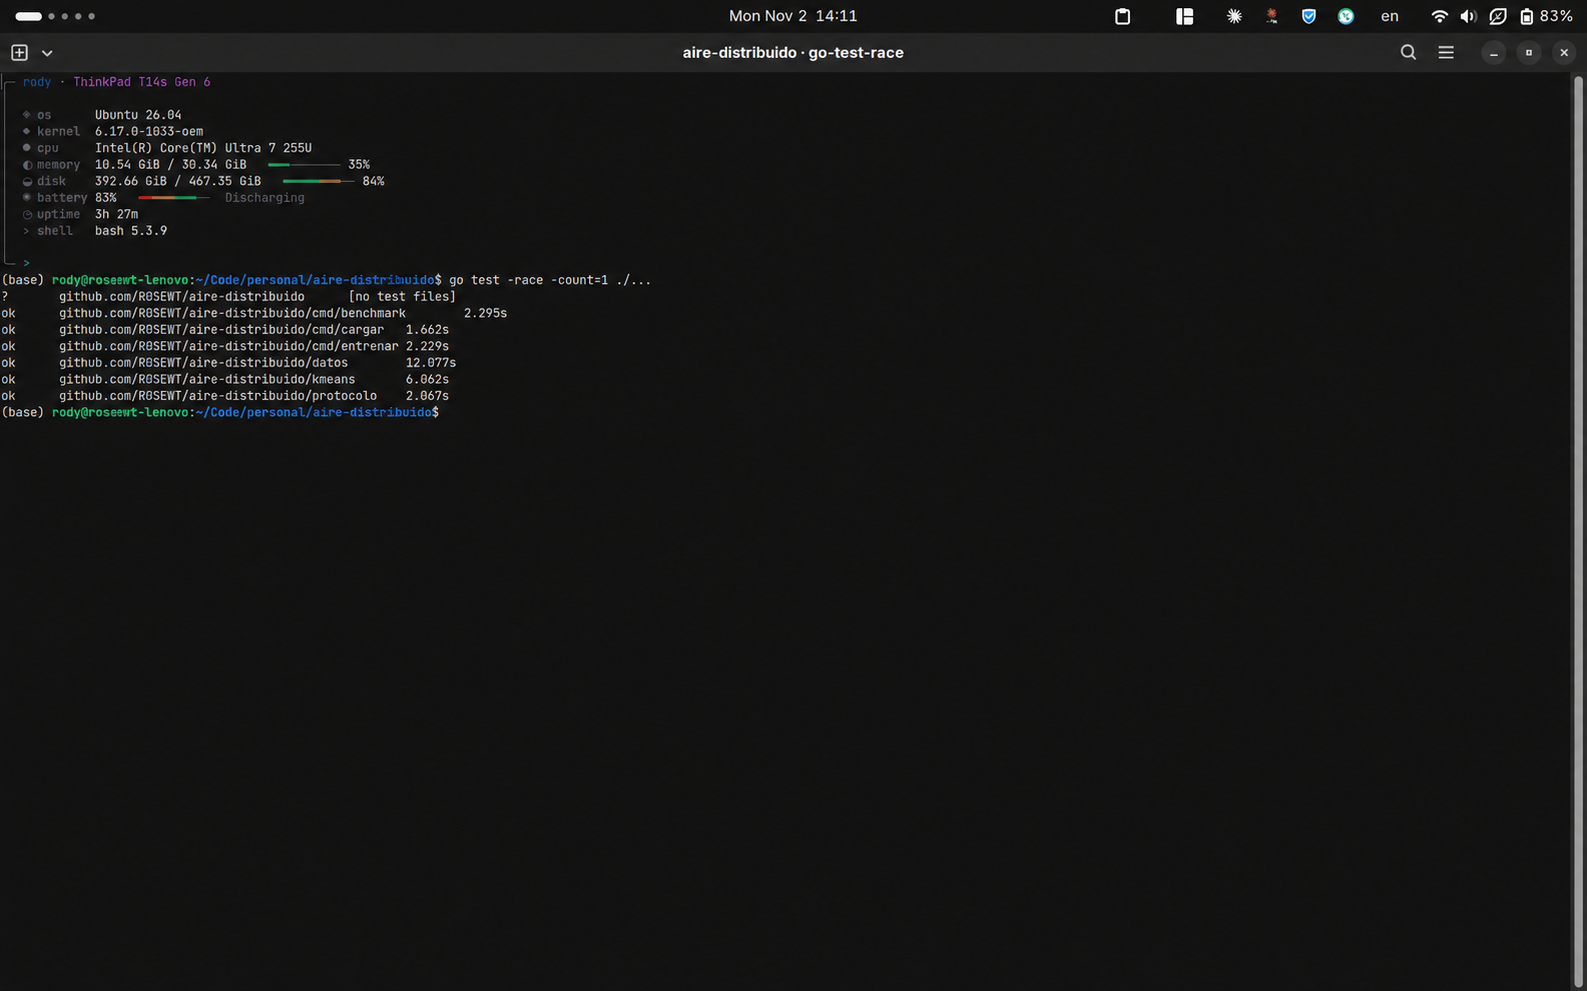 Mon Nov 2 14:11
en
83%
aire-distribuido · go-test-race
rody · ThinkPad T14s Gen 6
os Ubuntu 26.04
kernel 6.17.0-1033-oem
cpu Intel(R) Core(TM) Ultra 7 255U
memory 10.54 GiB / 30.34 GiB 35%
disk 392.66 GiB / 467.35 GiB 84%
battery 83% Discharging
uptime 3h 27m
> shell bash 5.3.9
>
(base) rody@rosewt-lenovo:~/Code/personal/aire-distribuido$ go test -race -count=1 ./...
? github.com/R0SEWT/aire-distribuido [no test files]
ok github.com/R0SEWT/aire-distribuido/cmd/benchmark 2.295s
ok github.com/R0SEWT/aire-distribuido/cmd/cargar 1.662s
ok github.com/R0SEWT/aire-distribuido/cmd/entrenar 2.229s
ok github.com/R0SEWT/aire-distribuido/datos 12.077s
ok github.com/R0SEWT/aire-distribuido/kmeans 6.062s
ok github.com/R0SEWT/aire-distribuido/protocolo 2.067s
(base) rody@rosewt-lenovo:~/Code/personal/aire-distribuido$